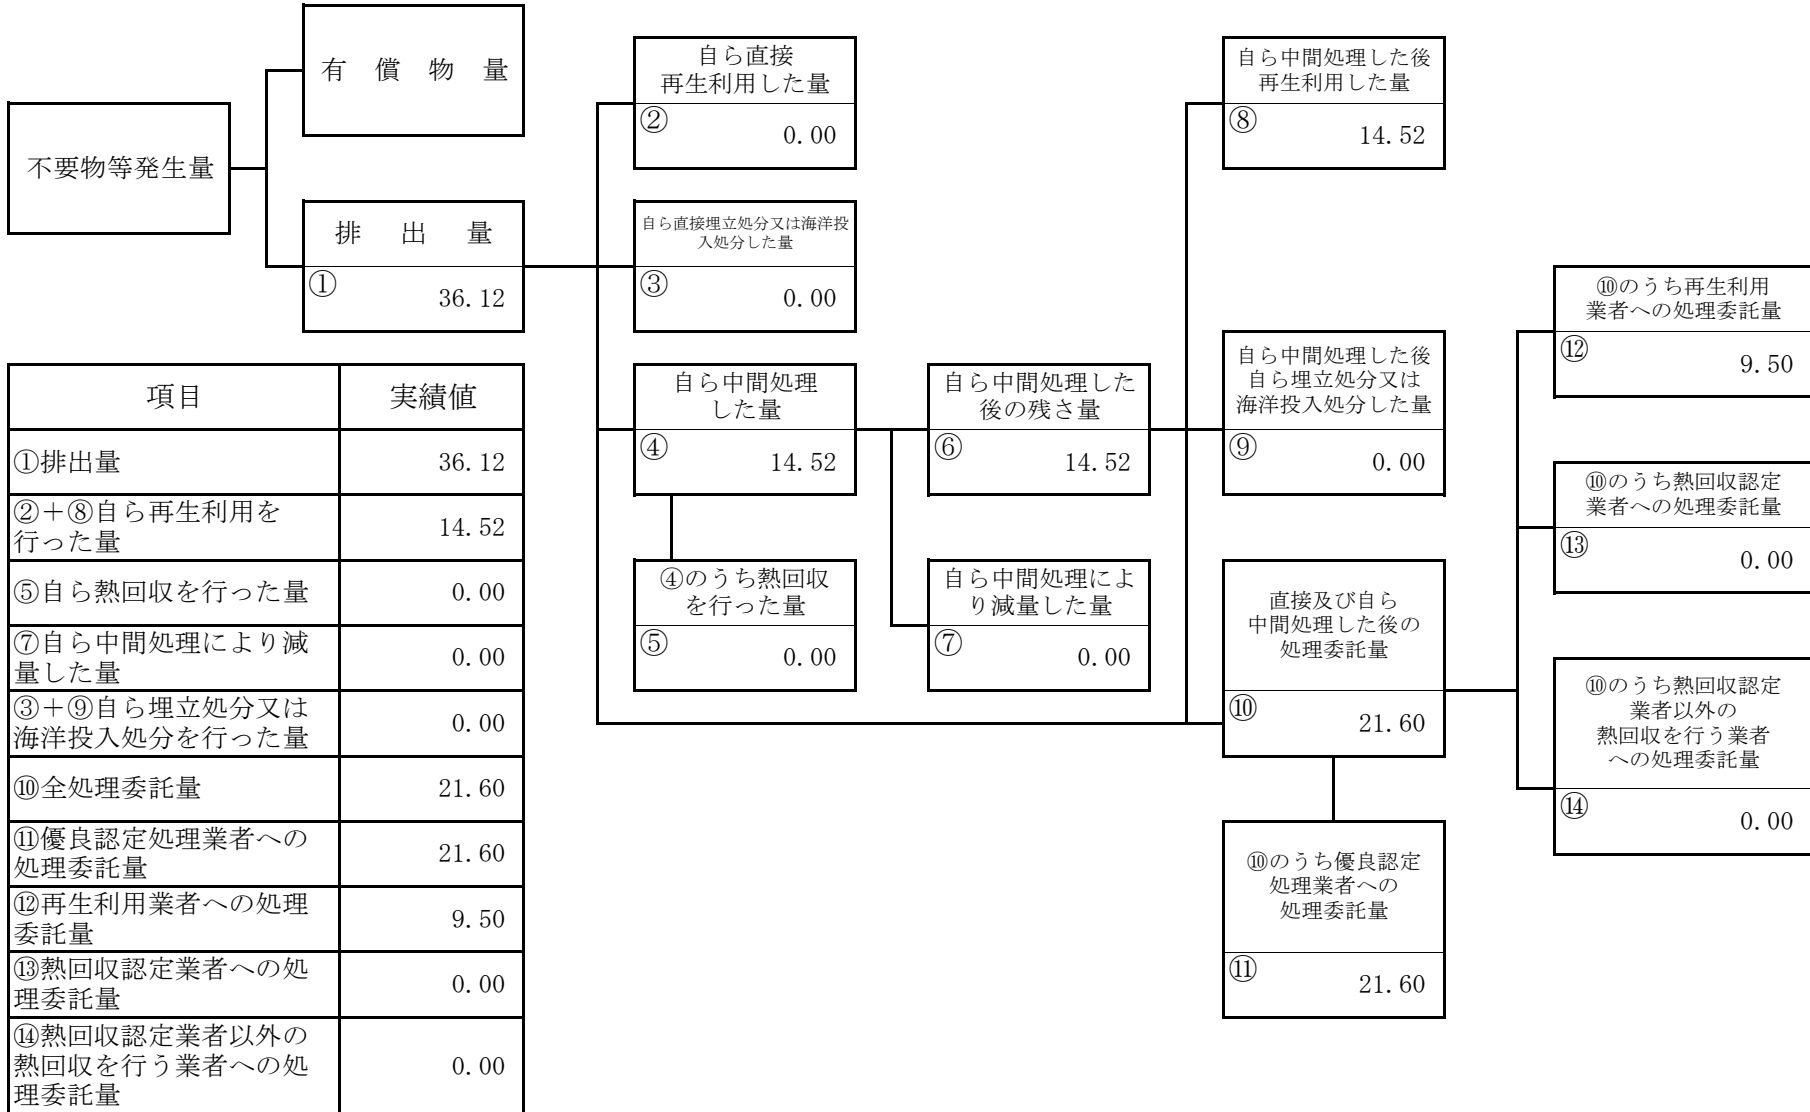 有償物量
不要物等発生量
排出量
①
36.12
自ら直接
再生利用した量
②
0.00
自ら直接埋立処分又は海洋投
入処分した量
③
0.00
自ら中間処理
した量
④
14.52
④のうち熱回収
を行った量
⑤
0.00
自ら中間処理した
後の残さ量
⑥
14.52
自ら中間処理によ
り減量した量
⑦
0.00
自ら中間処理した後
再生利用した量
⑧
14.52
自ら中間処理した後
自ら埋立処分又は
海洋投入処分した量
⑨
0.00
直接及び自ら
中間処理した後の
処理委託量
⑩
21.60
⑩のうち優良認定
処理業者への
処理委託量
⑪
21.60
⑩のうち再生利用
業者への処理委託量
⑫
9.50
⑩のうち熱回収認定
業者への処理委託量
⑬
0.00
⑩のうち熱回収認定
業者以外の
熱回収を行う業者
への処理委託量
⑭
0.00
項目 実績値
①排出量 36.12
②＋⑧自ら再生利用を
行った量 14.52
⑤自ら熱回収を行った量 0.00
⑦自ら中間処理により減
量した量 0.00
③＋⑨自ら埋立処分又は
海洋投入処分を行った量 0.00
⑩全処理委託量 21.60
⑪優良認定処理業者への
処理委託量 21.60
⑫再生利用業者への処理
委託量 9.50
⑬熱回収認定業者への処
理委託量 0.00
⑭熱回収認定業者以外の
熱回収を行う業者への処
理委託量 0.00